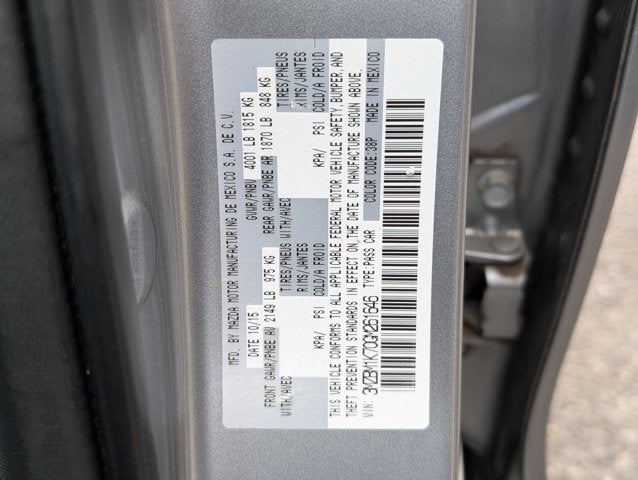 MFD. BY MAZDA MOTOR MANUFACTURING DE MEXICO S.A. DE C.V.
DATE 10/15 GVWR/PNBV 4001 LB 1815 KG
FRONT GAWR/PNBE AV 2149 LB 975 KG REAR GAWR/PNBE AR 1870 LB 848 KG
WITH/AVEC TIRES/PNEUS WITH/AVEC TIRES/PNEUS
RIMS/JANTES RIMS/JANTES
KPA/ PSI COLD/A FROID KPA/ PSI COLD/A FROID
THIS VEHICLE CONFORMS TO ALL APPLICABLE FEDERAL MOTOR VEHICLE SAFETY, BUMPER, AND
THEFT PREVENTION STANDARDS IN EFFECT ON THE DATE OF MANUFACTURE SHOWN ABOVE.
VIN: 3MZBM1K70GM261646 TYPE:PASS CAR COLOR CODE:38P MADE IN MEXICO